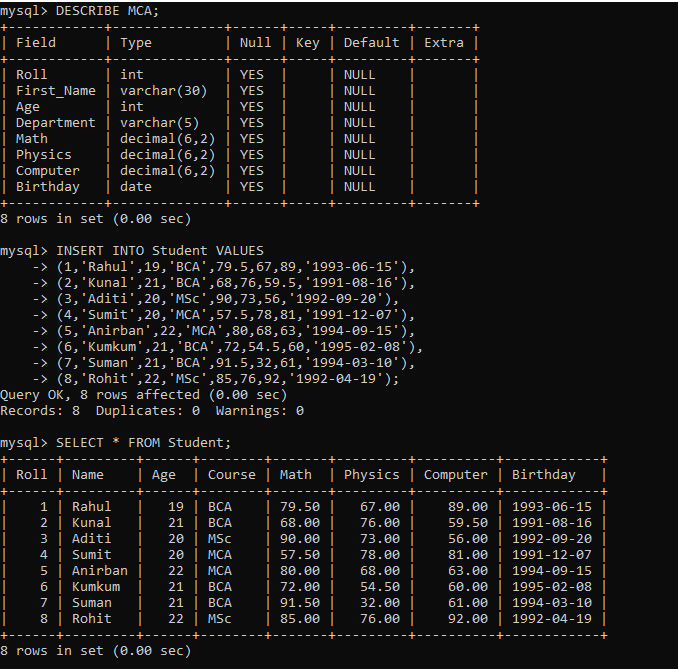 mysql> DESCRIBE MCA;
+------------+--------------+------+-----+---------+-------+
| Field      | Type         | Null | Key | Default | Extra |
+------------+--------------+------+-----+---------+-------+
| Roll       | int          | YES  |     | NULL    |       |
| First_Name | varchar(30)  | YES  |     | NULL    |       |
| Age        | int          | YES  |     | NULL    |       |
| Department | varchar(5)   | YES  |     | NULL    |       |
| Math       | decimal(6,2) | YES  |     | NULL    |       |
| Physics    | decimal(6,2) | YES  |     | NULL    |       |
| Computer   | decimal(6,2) | YES  |     | NULL    |       |
| Birthday   | date         | YES  |     | NULL    |       |
+------------+--------------+------+-----+---------+-------+
8 rows in set (0.00 sec)

mysql> INSERT INTO Student VALUES
    -> (1,'Rahul',19,'BCA',79.5,67,89,'1993-06-15'),
    -> (2,'Kunal',21,'BCA',68,76,59.5,'1991-08-16'),
    -> (3,'Aditi',20,'MSc',90,73,56,'1992-09-20'),
    -> (4,'Sumit',20,'MCA',57.5,78,81,'1991-12-07'),
    -> (5,'Anirban',22,'MCA',80,68,63,'1994-09-15'),
    -> (6,'Kumkum',21,'BCA',72,54.5,60,'1995-02-08'),
    -> (7,'Suman',21,'BCA',91.5,32,61,'1994-03-10'),
    -> (8,'Rohit',22,'MSc',85,76,92,'1992-04-19');
Query OK, 8 rows affected (0.00 sec)
Records: 8  Duplicates: 0  Warnings: 0

mysql> SELECT * FROM Student;
+------+---------+------+--------+-------+---------+----------+------------+
| Roll | Name    | Age  | Course | Math  | Physics | Computer | Birthday   |
+------+---------+------+--------+-------+---------+----------+------------+
|    1 | Rahul   |   19 | BCA    | 79.50 |   67.00 |    89.00 | 1993-06-15 |
|    2 | Kunal   |   21 | BCA    | 68.00 |   76.00 |    59.50 | 1991-08-16 |
|    3 | Aditi   |   20 | MSc    | 90.00 |   73.00 |    56.00 | 1992-09-20 |
|    4 | Sumit   |   20 | MCA    | 57.50 |   78.00 |    81.00 | 1991-12-07 |
|    5 | Anirban |   22 | MCA    | 80.00 |   68.00 |    63.00 | 1994-09-15 |
|    6 | Kumkum  |   21 | BCA    | 72.00 |   54.50 |    60.00 | 1995-02-08 |
|    7 | Suman   |   21 | BCA    | 91.50 |   32.00 |    61.00 | 1994-03-10 |
|    8 | Rohit   |   22 | MSc    | 85.00 |   76.00 |    92.00 | 1992-04-19 |
+------+---------+------+--------+-------+---------+----------+------------+
8 rows in set (0.00 sec)